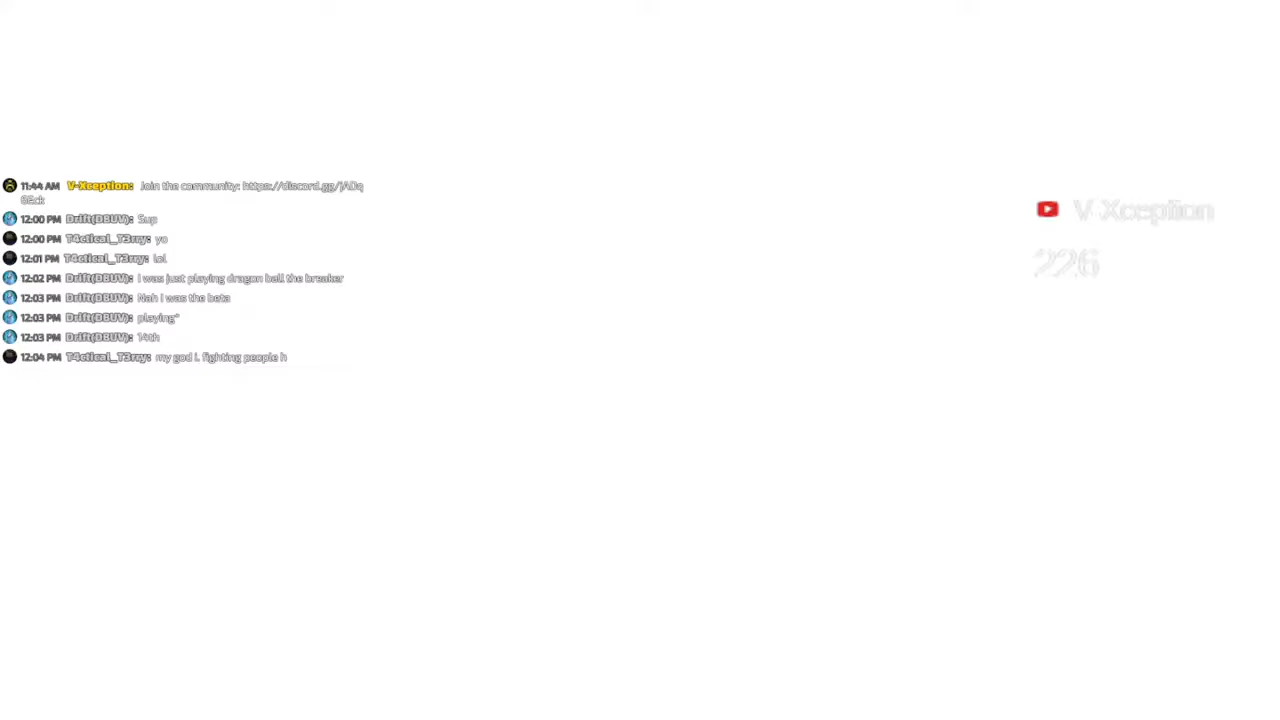 11:44 AM V-Xception: Join the community: https://discord.gg/jADq
6Eck
12:00 PM Drift(DBUV): Sup
12:00 PM T4ctical_T3rry: yo
12:01 PM T4ctical_T3rry: lol
12:02 PM Drift(DBUV): I was just playing dragon ball the breaker
12:03 PM Drift(DBUV): Nah I was the beta
12:03 PM Drift(DBUV): playing*
12:03 PM Drift(DBUV): 14th
12:04 PM T4ctical_T3rry: my god i. fighting people h
V-Xception
226